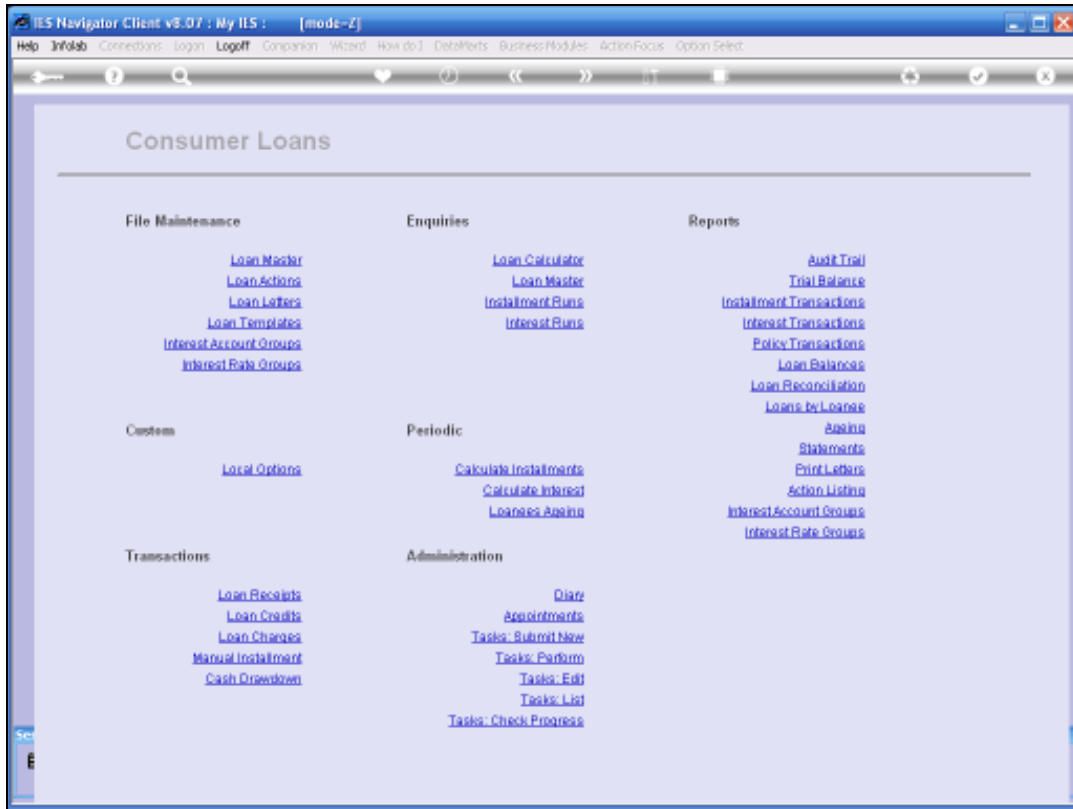 IES Navigator Client v8.07 : My IES : [mode=Z]
Help Infolab Connections Logon Logoff Companion Wizard How do I DataAlerts Business Modules Action Focus Option Select
Consumer Loans
File Maintenance
Loan Master
Loan Actions
Loan Letters
Loan Templates
Interest Account Groups
Interest Rate Groups
Enquiries
Loan Calculator
Loan Master
Installment Runs
Interest Runs
Reports
Audit Trail
Trial Balance
Installment Transactions
Interest Transactions
Policy Transactions
Loan Balances
Loan Reconciliation
Loans by Loanee
Ageing
Statements
Print Letters
Action Listing
Interest Account Groups
Interest Rate Groups
Custom
Local Options
Periodic
Calculate Installments
Calculate Interest
Loanees Ageing
Transactions
Loan Receipts
Loan Credits
Loan Charges
Manual Installment
Cash Drawdown
Administration
Diary
Appointments
Tasks: Submit New
Tasks: Perform
Tasks: Edit
Tasks: List
Tasks: Check Progress